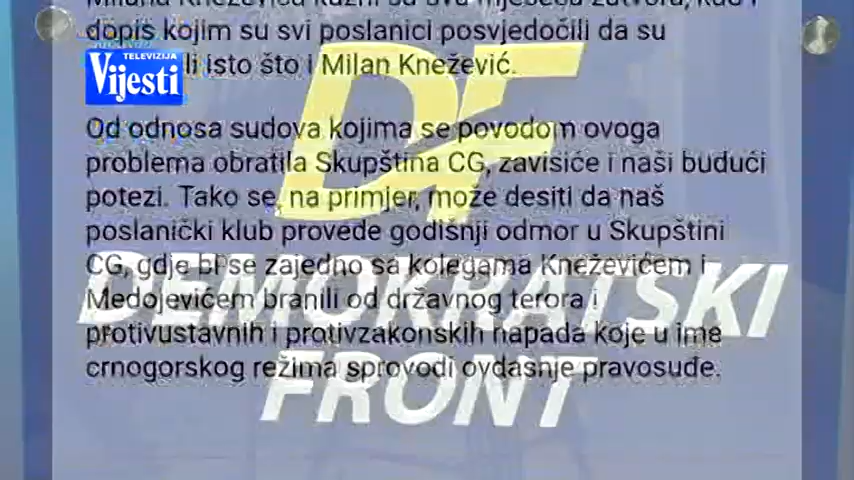 dopis kojim su svi poslanici posvjedočili da su
TELEVIZIJA
Vijesti
li isto što i Milan Knežević.
DF
Od odnosa sudova kojima se povodom ovoga
problema obratila Skupština CG, zavisiće i naši budući
potezi. Tako se, na primjer, može desiti da naš
poslanički klub provede godišnji odmor u Skupštini
CG, gdje bi se zajedno sa kolegama Kneževićem i
Medojevićem branili od državnog terora i
protivustavnih i protivzakonskih napada koje u ime
crnogorskog režima sprovodi ovdašnje pravosuđe.
DEMOKRATSKI
FRONT